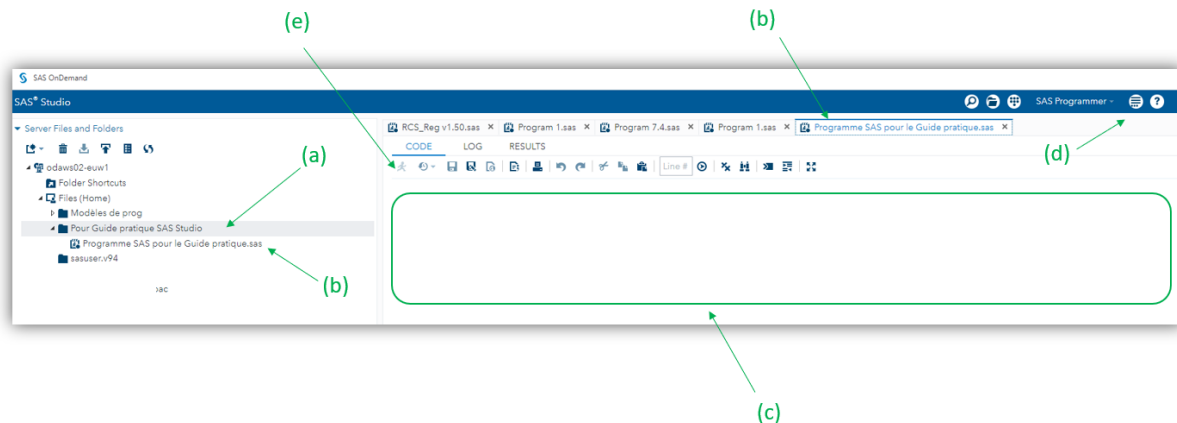 (e)
(b)
SAS OnDemand
SAS® Studio
SAS Programmer
Server Files and Folders
RCS_Reg v1.50.sas × Program 1.sas × Program 7.4.sas × Program 1.sas × Programme SAS pour le Guide pratique.sas ×
CODE LOG RESULTS
Line #
(a)
(d)
odaws02-euw1
Folder Shortcuts
Files (Home)
Modèles de prog
Pour Guide pratique SAS Studio
Programme SAS pour le Guide pratique.sas
sasuser.v94
(b)
(c)